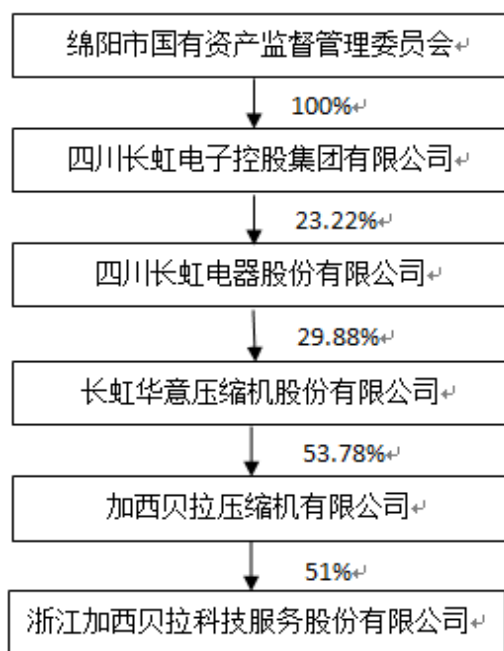 绵阳市国有资产监督管理委员会↵
100%↵
四川长虹电子控股集团有限公司↵
23.22%↵
四川长虹电器股份有限公司↵
29.88%↵
长虹华意压缩机股份有限公司↵
53.78%↵
加西贝拉压缩机有限公司↵
51%↵
浙江加西贝拉科技服务股份有限公司↵